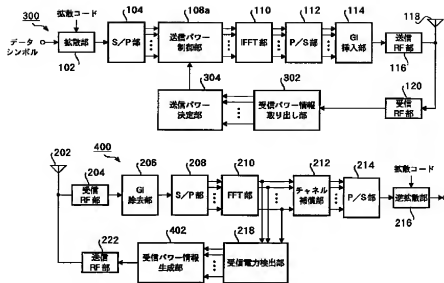 300
拡散コード
データ
シンボル
拡散部
102
104
S/P部
108a
送信パワー
制御部
110
IFFT部
112
P/S部
114
GI
挿入部
送信
RF部
116
118
120
受信
RF部
302
受信パワー情報
取り出し部
304
送信パワー
決定部
400
202
204
受信
RF部
206
GI
除去部
208
S/P部
210
FFT部
212
チャネル
補償部
214
P/S部
拡散コード
逆拡散部
216
218
受信電力検出部
402
受信パワー情報
生成部
222
送信
RF部